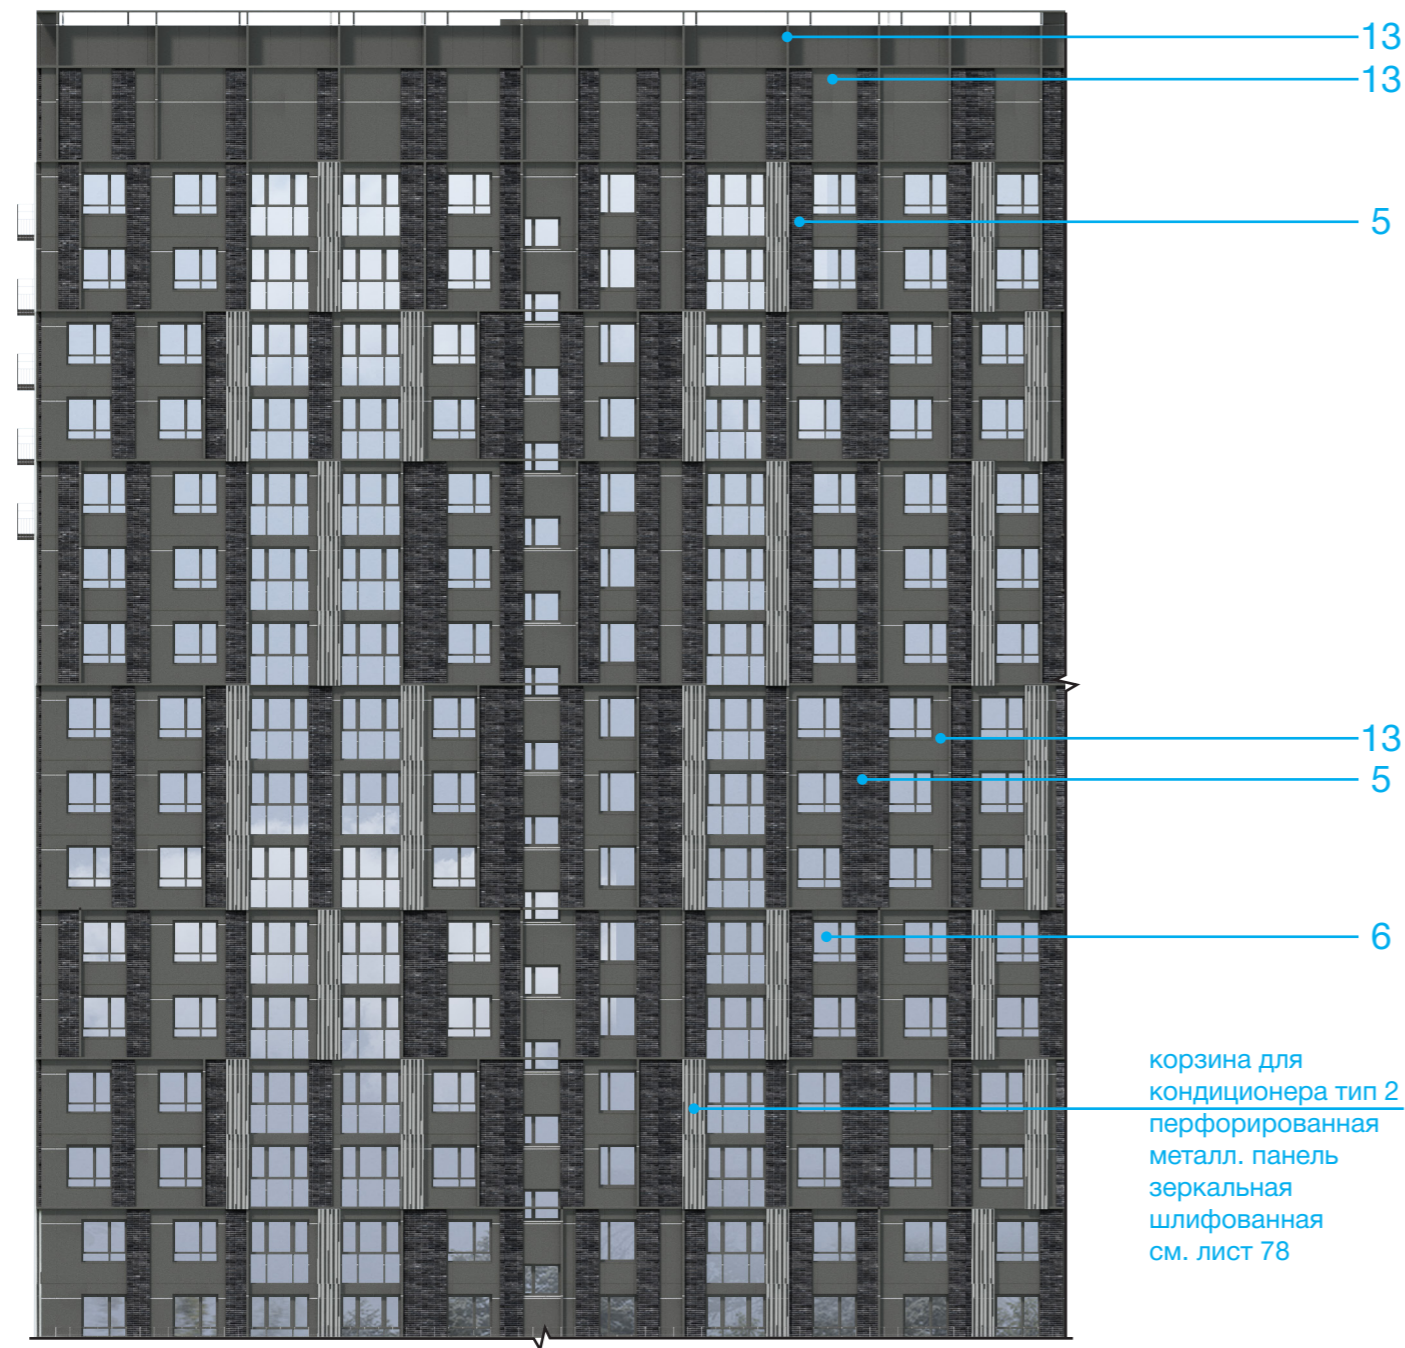 13
13
5
13
5
6
корзина для
кондиционера тип 2
перфорированная
металл. панель
зеркальная
шлифованная
см. лист 78